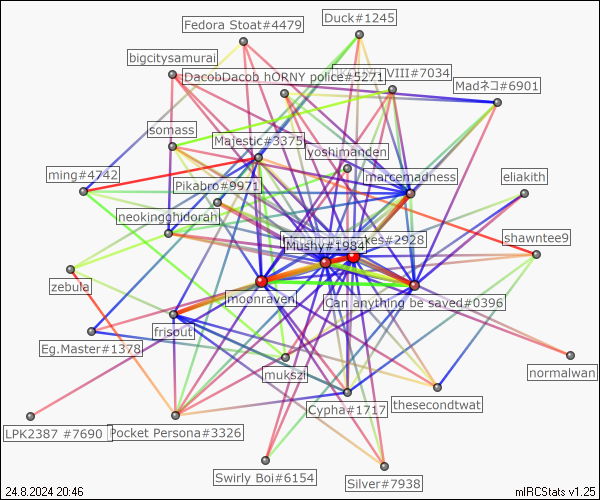 Fedora Stoat#4479
Duck#1245
bigcitysamurai
VIII#7034
DacobDacob hORNY police#5271
Madネコ#6901
somass
Majestic#3375
yoshimanden
ming#4742
Pikabro#9971
marcemadness
eliakith
neokingghidorah
kes#2928
Mushy#1984
shawntee9
zebula
moonraven
Can anything be saved#0396
frisout
Eg.Master#1378
mukszi
normalwan
LPK2387 #7690
Pocket Persona#3326
Cypha#1717
thesecondtwat
Swirly Boi#6154
Silver#7938
24.8.2024 20:46
mIRCStats v1.25